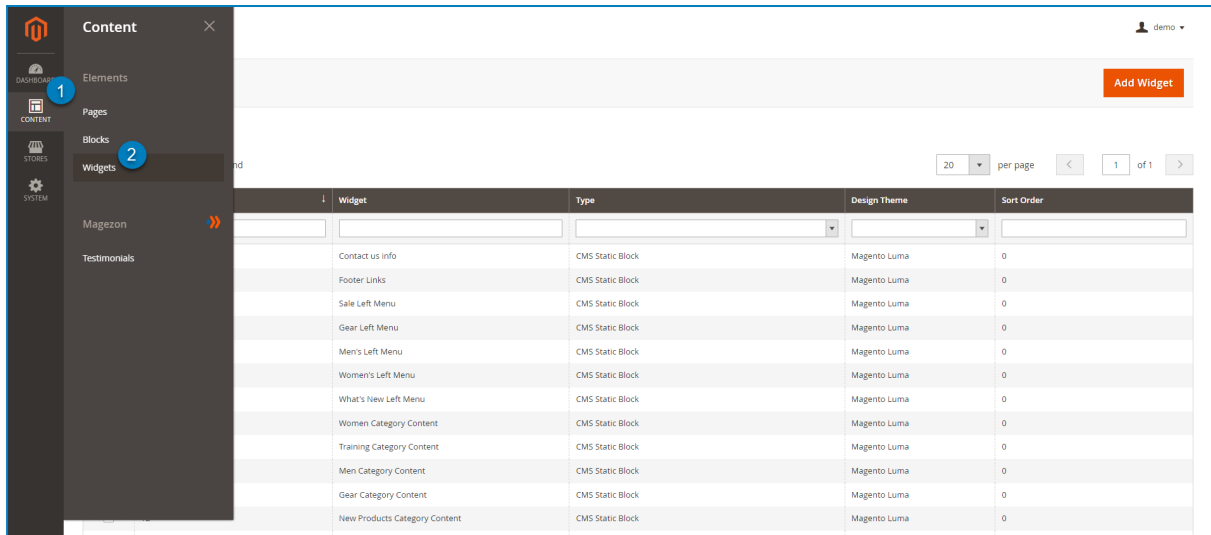 Content
demo
DASHBOARD
1
Elements
Add Widget
CONTENT
Pages
Blocks
2
STORES
Widgets
nd
20 per page
1 of 1
SYSTEM
Widget Type Design Theme Sort Order
Magezon
Testimonials
Contact us info CMS Static Block Magento Luma 0
Footer Links CMS Static Block Magento Luma 0
Sale Left Menu CMS Static Block Magento Luma 0
Gear Left Menu CMS Static Block Magento Luma 0
Men's Left Menu CMS Static Block Magento Luma 0
Women's Left Menu CMS Static Block Magento Luma 0
What's New Left Menu CMS Static Block Magento Luma 0
Women Category Content CMS Static Block Magento Luma 0
Training Category Content CMS Static Block Magento Luma 0
Men Category Content CMS Static Block Magento Luma 0
Gear Category Content CMS Static Block Magento Luma 0
New Products Category Content CMS Static Block Magento Luma 0